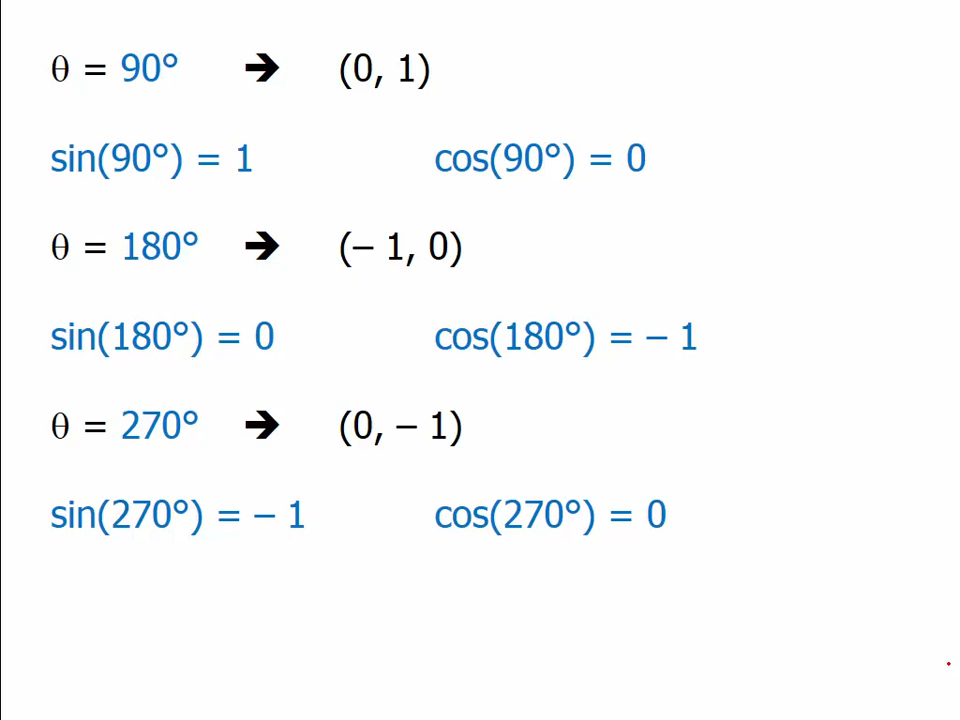 θ = 90° ➔ (0, 1)
sin(90°) = 1 cos(90°) = 0
θ = 180° ➔ (– 1, 0)
sin(180°) = 0 cos(180°) = – 1
θ = 270° ➔ (0, – 1)
sin(270°) = – 1 cos(270°) = 0